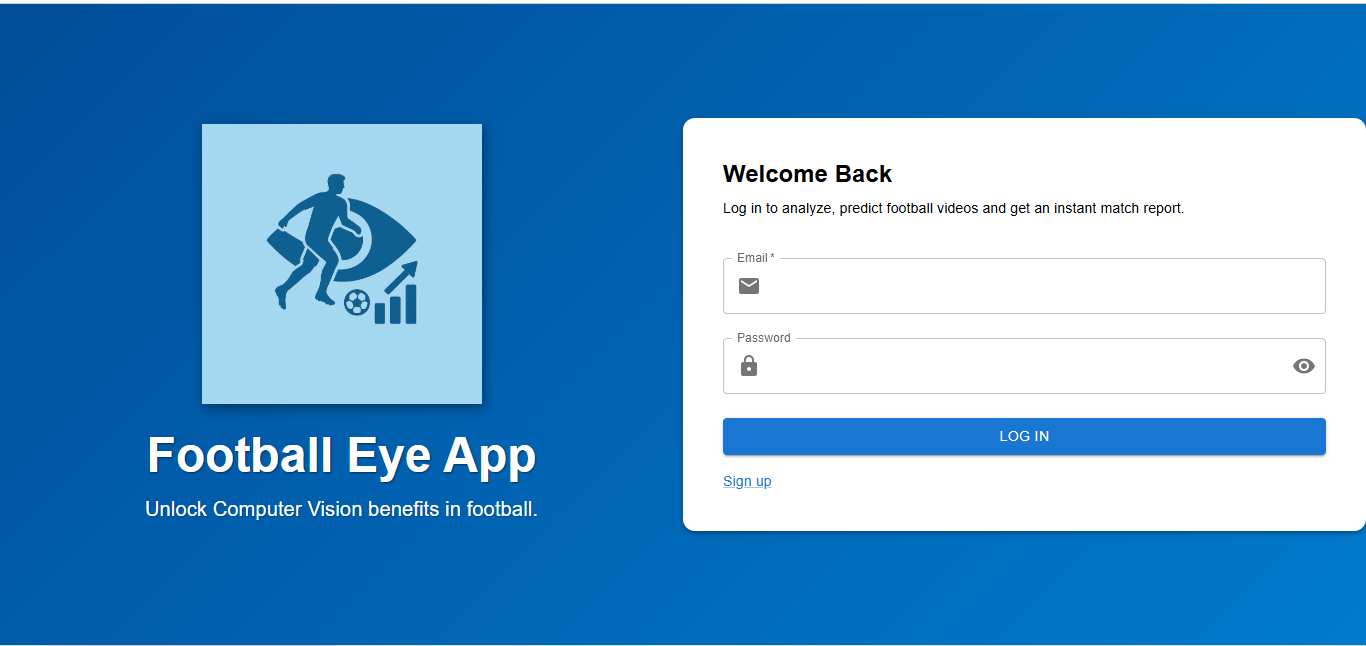 Football Eye App
Unlock Computer Vision benefits in football.
Welcome Back
Log in to analyze, predict football videos and get an instant match report.
Email *
Password
LOG IN
Sign up